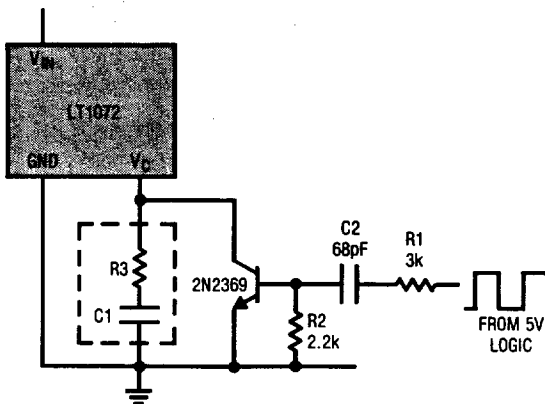 VIN
LT1072
GND
VC
R3
C1
2N2369
C2
68pF
R1
3k
R2
2.2k
FROM 5V
LOGIC